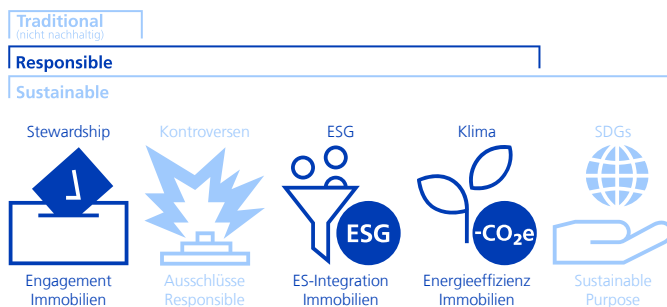 Traditional
(nicht nachhaltig)
Responsible
Sustainable
Stewardship Kontroversen ESG Klima SDGs
ESG -CO₂e
Engagement Ausschlüsse ES-Integration Energieeffizienz Sustainable
Immobilien Responsible Immobilien Immobilien Purpose